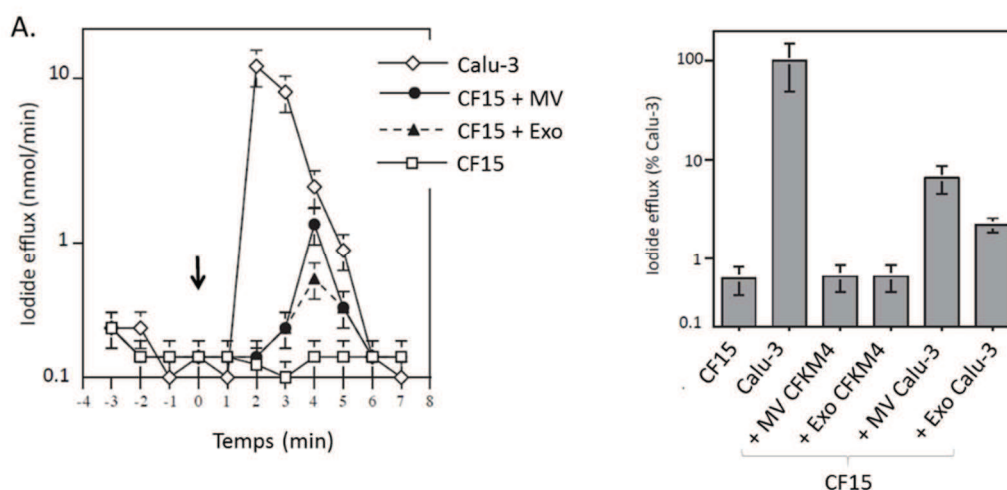 A.
Iodide efflux (nmol/min)
10
1
0.1
-4 -3 -2 -1 0 1 2 3 4 5 6 7 8
Temps (min)
Calu-3
CF15 + MV
CF15 + Exo
CF15
Iodide efflux (% Calu-3)
100
10
1
0.1
CF15
Calu-3
+ MV CFKM4
+ Exo CFKM4
+ MV Calu-3
+ Exo Calu-3
CF15